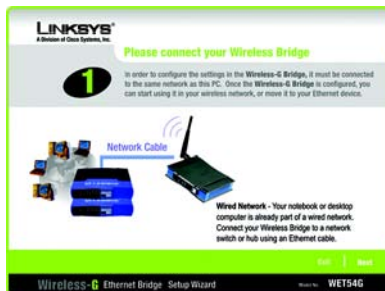 LINKSYS®
A Division of Cisco Systems, Inc.
Please connect your Wireless Bridge
1
In order to configure the settings in the Wireless-G Bridge, it must be connected
to the same network as this PC. Once the Wireless-G Bridge is configured, you
can start using it in your wireless network, or move it to your Ethernet device.
Network Cable
Wired Network - Your notebook or desktop
computer is already part of a wired network.
Connect your Wireless Bridge to a network
switch or hub using an Ethernet cable.
Exit
Next
Wireless-G Ethernet Bridge Setup Wizard
Model No. WET54G